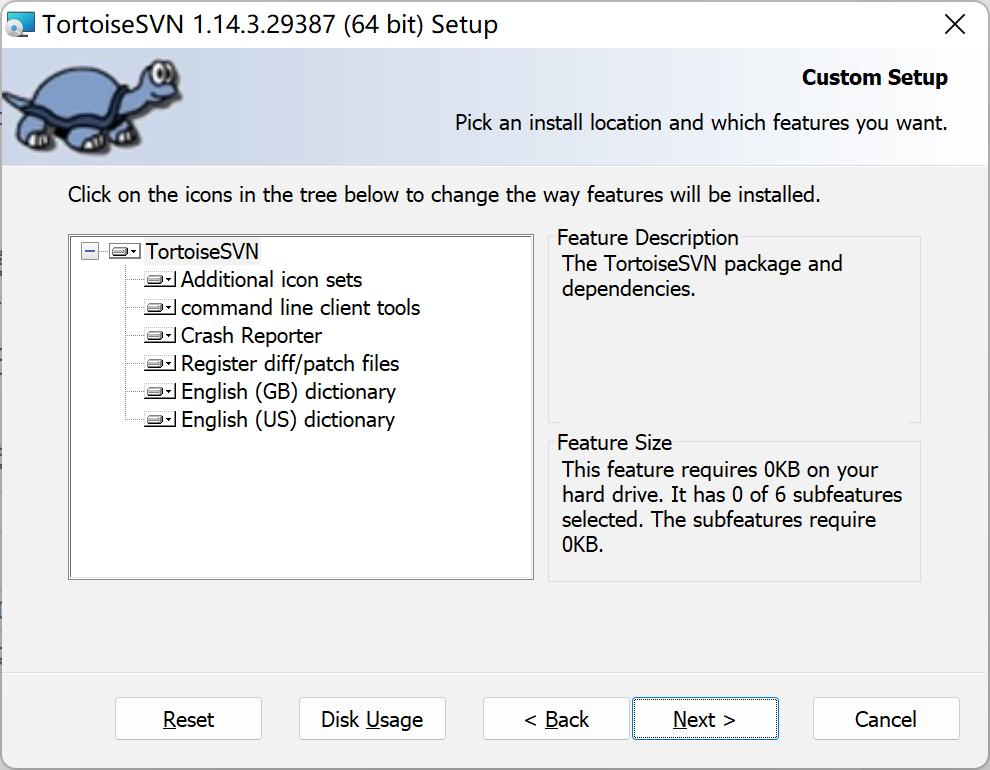 TortoiseSVN 1.14.3.29387 (64 bit) Setup
Custom Setup
Pick an install location and which features you want.
Click on the icons in the tree below to change the way features will be installed.
TortoiseSVN
Additional icon sets
command line client tools
Crash Reporter
Register diff/patch files
English (GB) dictionary
English (US) dictionary
Feature Description
The TortoiseSVN package and
dependencies.
Feature Size
This feature requires 0KB on your
hard drive. It has 0 of 6 subfeatures
selected. The subfeatures require
0KB.
Reset
Disk Usage
< Back
Next >
Cancel